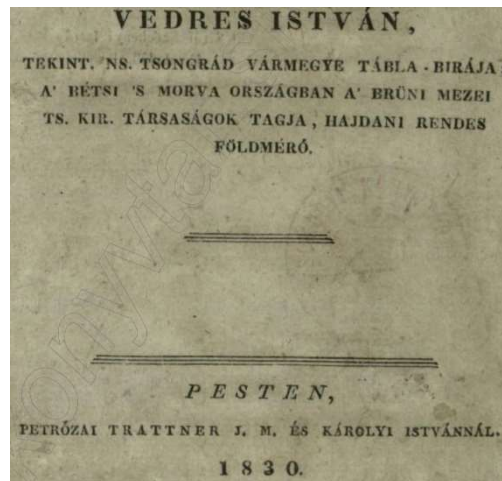 VEDRES ISTVÁN,
TEKINT. NS. TSONGRÁD VÁRMEGYE TÁBLA-BIRÁJA
A' BÉTSI 'S MORVA ORSZÁGBAN A' BRÜNI MEZEI
TS. KIR. TÁRSASÁGOK TAGJA, HAJDANI RENDES
FÖLDMÉRŐ.
PESTEN,
PETRÓZAI TRATTNER J. M. ÉS KÁROLYI ISTVÁNNÁL.
1830.